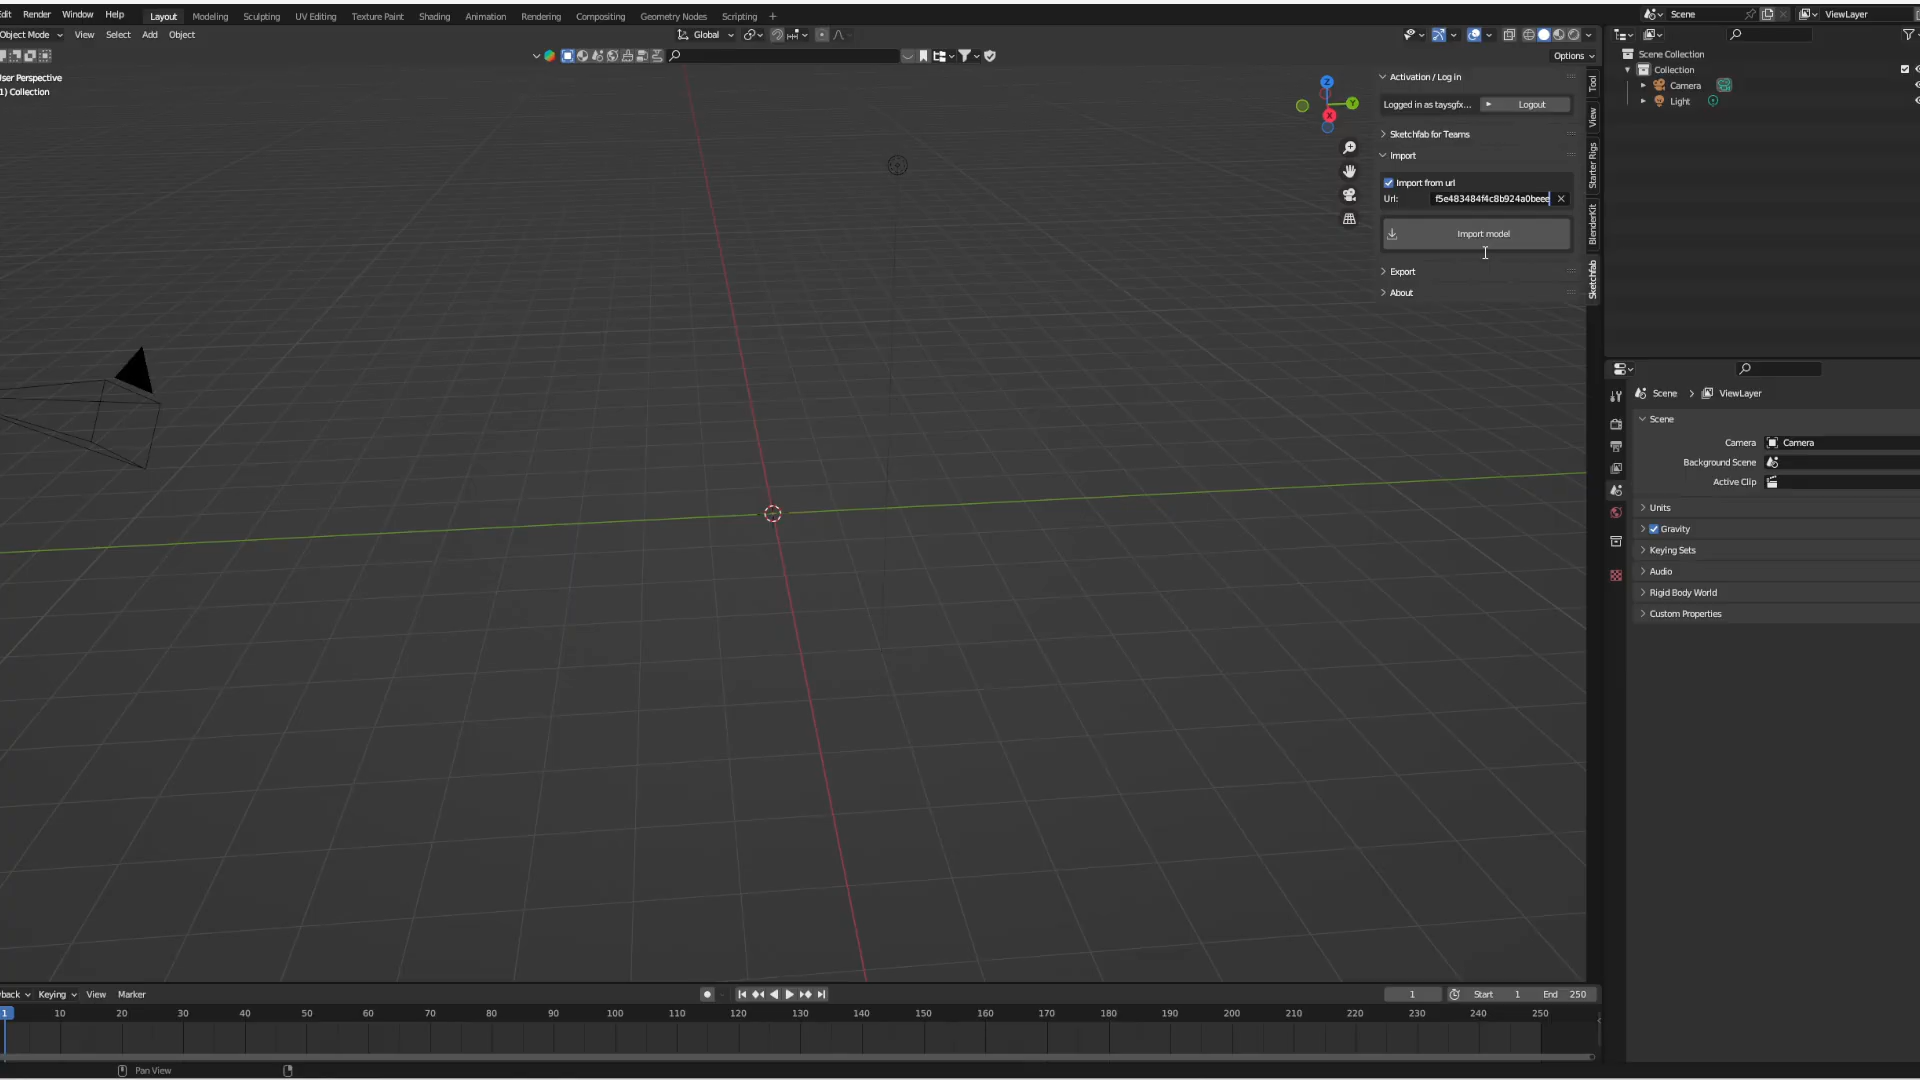 Edit Render Window Help Layout Modeling Sculpting UV Editing Texture Paint Shading Animation Rendering Compositing Geometry Nodes Scripting + Scene ViewLayer
Object Mode View Select Add Object Global
Options
User Perspective
(1) Collection
Z
Y
X
Activation / Log in
Logged in as taysgfx... Logout
Sketchfab for Teams
Import
Import from url
Url: f5e483484f4c8b924a0beee
Import model
Export
About
Tool
View
Starter Rigs
BlenderKit
Sketchfab
Scene Collection
Collection
Camera
Light
Scene > ViewLayer
Scene
Camera Camera
Background Scene
Active Clip
Units
Gravity
Keying Sets
Audio
Rigid Body World
Custom Properties
yback Keying View Marker 1 Start 1 End 250
1 10 20 30 40 50 60 70 80 90 100 110 120 130 140 150 160 170 180 190 200 210 220 230 240 250
Pan View